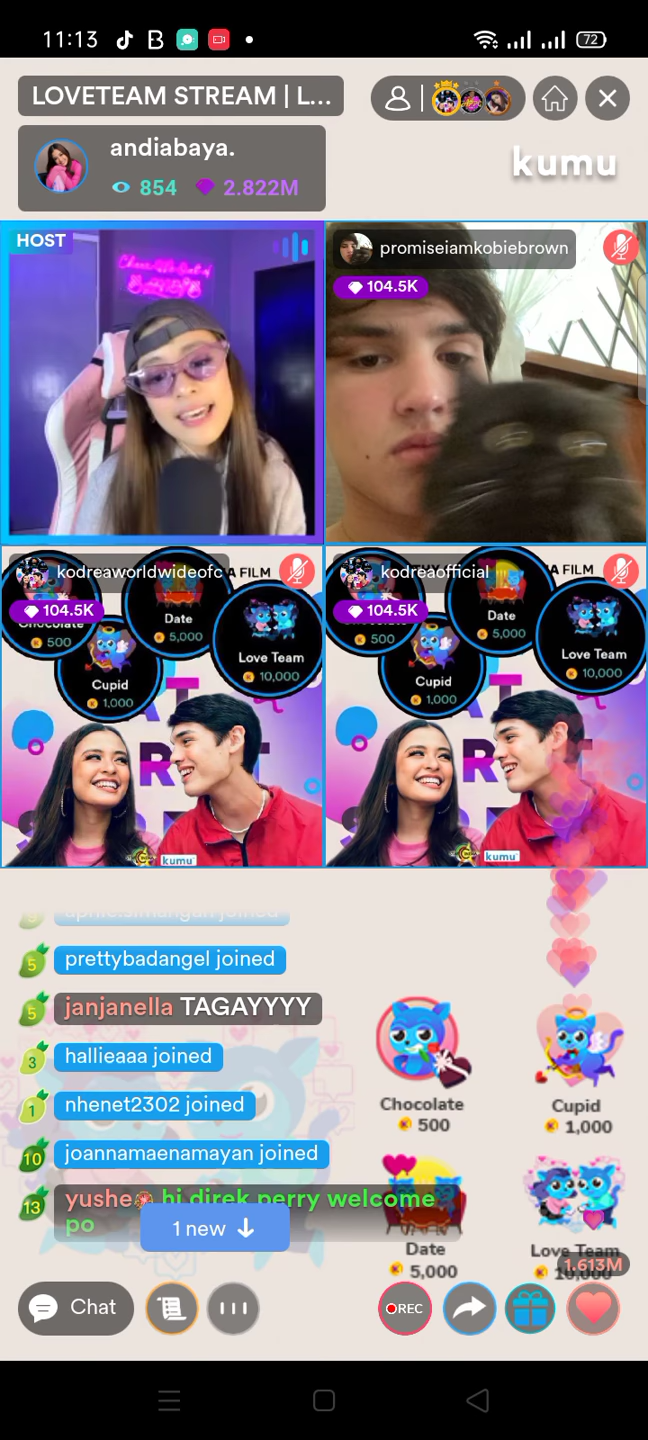 11:13
72
LOVETEAM STREAM | L...
andiabaya.
854 2.822M
kumu
HOST
promiseiamkobiebrown
104.5K
kodreaworldwideofc
A FILM
104.5K
Chocolate
500
Date
5,000
Love Team
10,000
Cupid
1,000
kumu
kodreaofficial
FILM
104.5K
500
Date
5,000
Love Team
10,000
Cupid
1,000
kumu
5 prettybadangel joined
5 janjanella TAGAYYYY
3 hallieaaa joined
1 nhenet2302 joined
10 joannamaenamayan joined
13 yushe hi direk perry welcome
po
1 new
Chocolate
500
Cupid
1,000
Date
5,000
Love Team
10,000
1.613M
Chat
REC